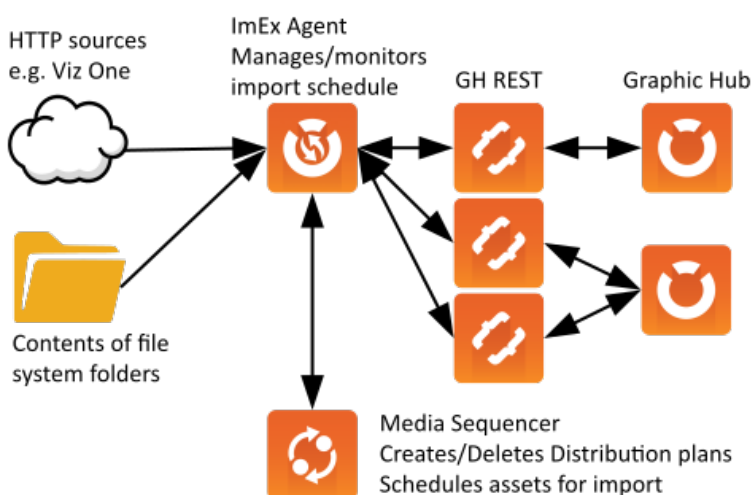 HTTP sources
e.g. Viz One
ImEx Agent
Manages/monitors
import schedule
GH REST
Graphic Hub
Contents of file
system folders
Media Sequencer
Creates/Deletes Distribution plans
Schedules assets for import